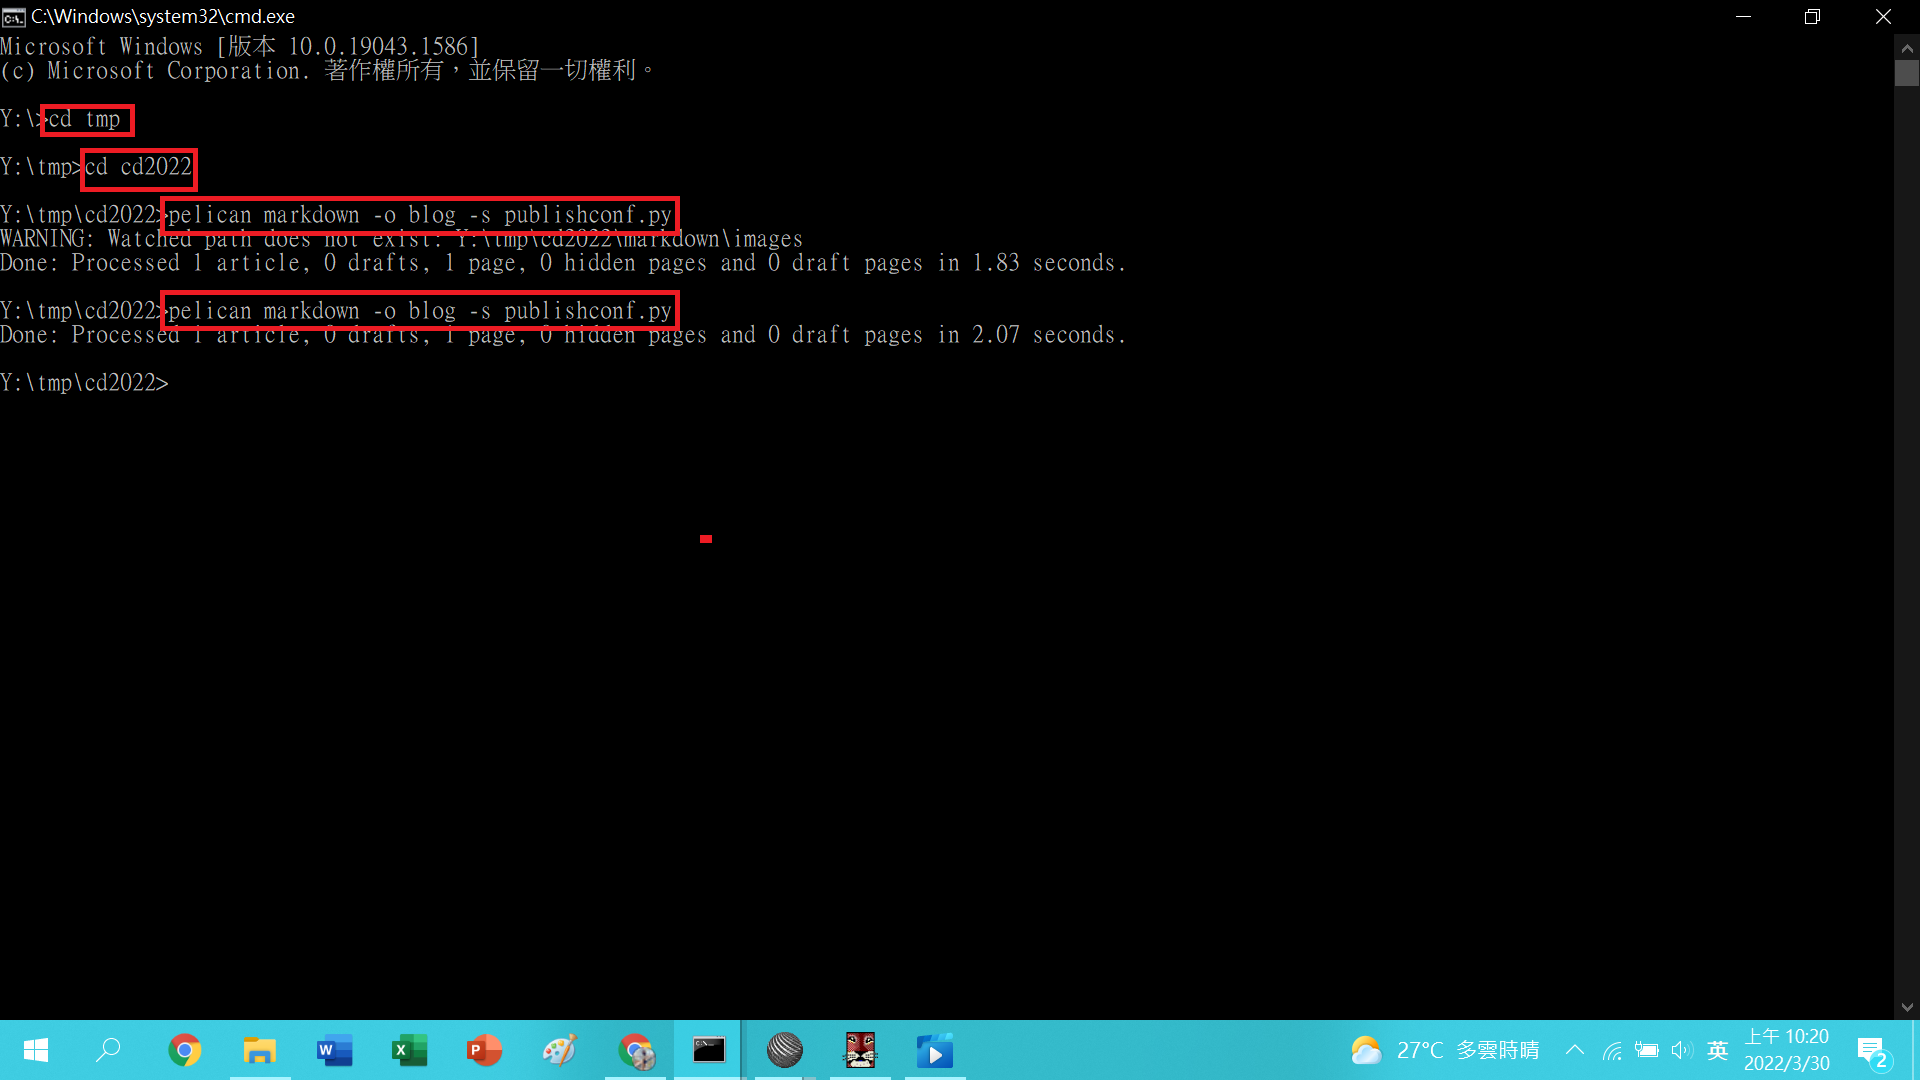 C:\Windows\system32\cmd.exe
Microsoft Windows [版本 10.0.19043.1586]
(c) Microsoft Corporation. 著作權所有，並保留一切權利。
Y:\>cd tmp
Y:\tmp>cd cd2022
Y:\tmp\cd2022>pelican markdown -o blog -s publishconf.py
WARNING: Watched path does not exist: Y:\tmp\cd2022\markdown\images
Done: Processed 1 article, 0 drafts, 1 page, 0 hidden pages and 0 draft pages in 1.83 seconds.
Y:\tmp\cd2022>pelican markdown -o blog -s publishconf.py
Done: Processed 1 article, 0 drafts, 1 page, 0 hidden pages and 0 draft pages in 2.07 seconds.
Y:\tmp\cd2022>
27°C 多雲時晴
英
上午 10:20
2022/3/30
2